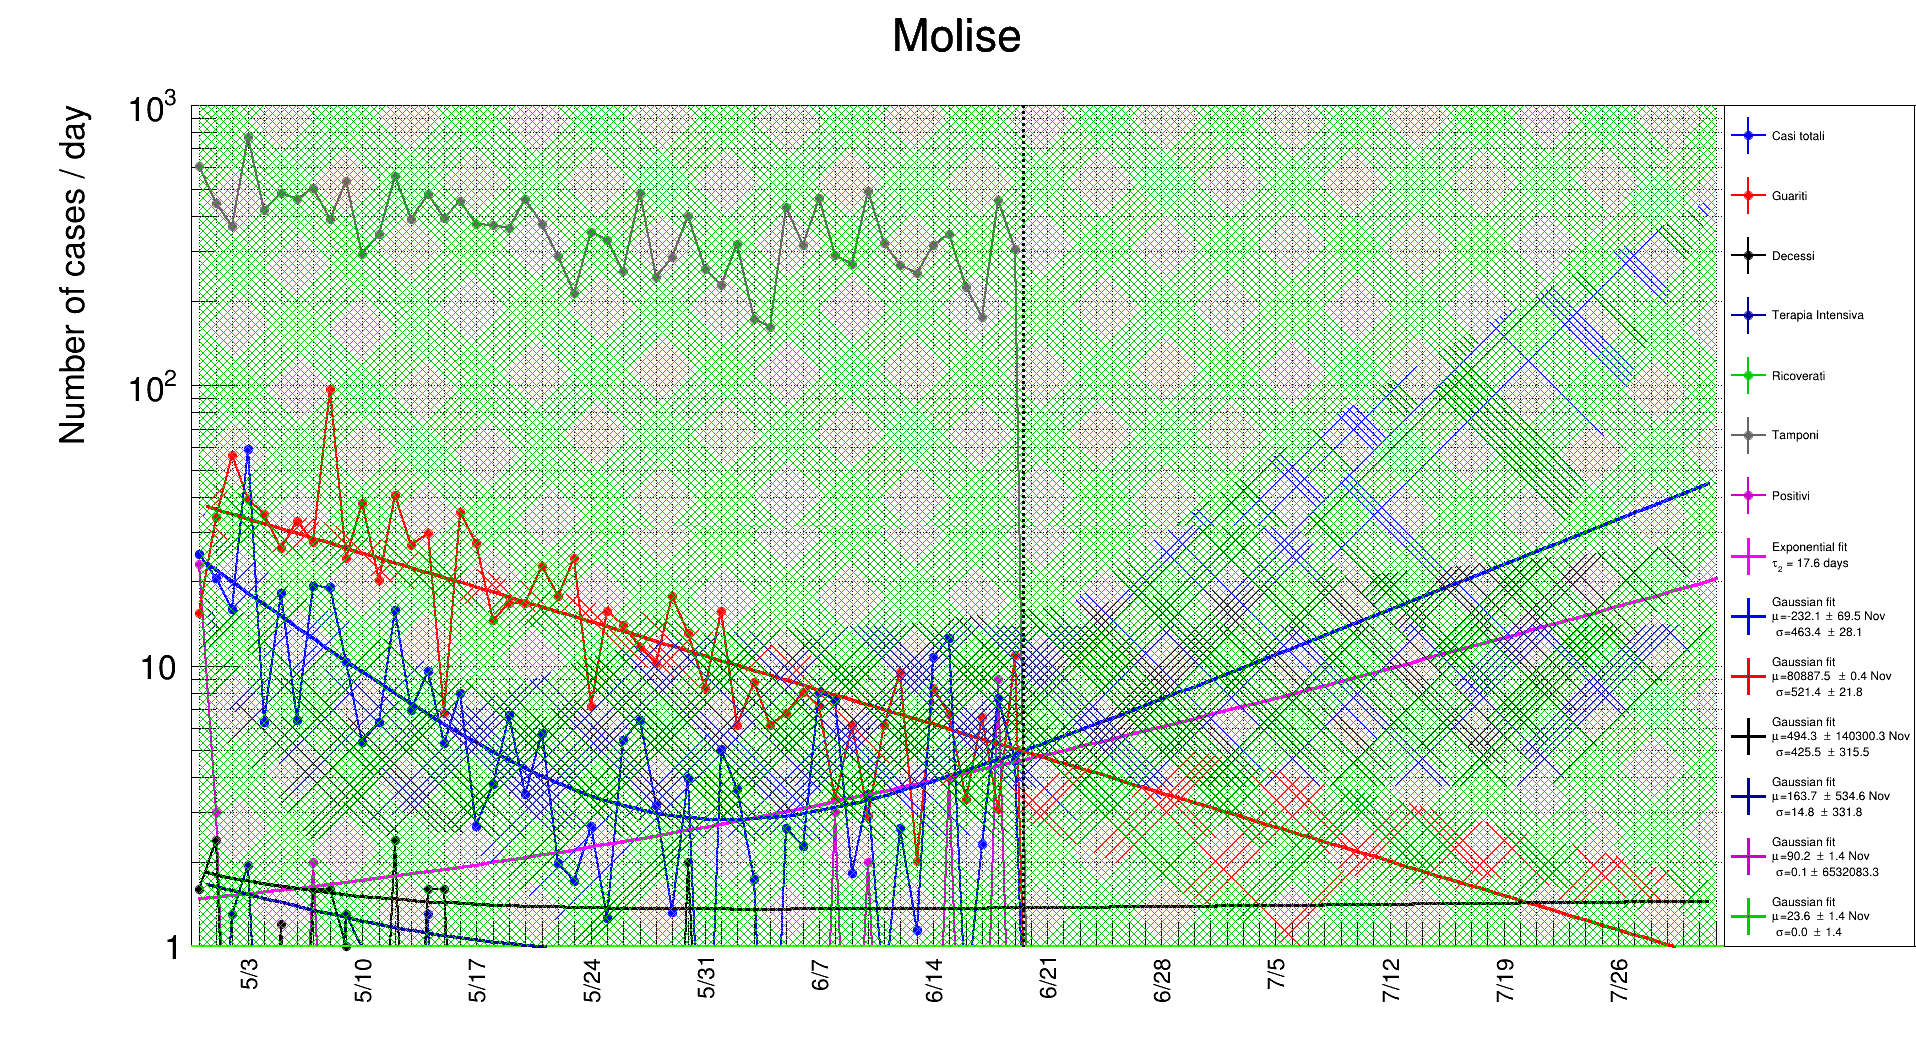 Molise
Number of cases / day
10³
10²
10
1
5/3
5/10
5/17
5/24
5/31
6/7
6/14
6/21
6/28
7/5
7/12
7/19
7/26
Casi totali
Guariti
Decessi
Terapia Intensiva
Ricoverati
Tamponi
Positivi
Exponential fit
τ₂ = 17.6 days
Gaussian fit
μ=-232.1 ± 69.5 Nov
σ=463.4 ± 28.1
Gaussian fit
μ=80887.5 ± 0.4 Nov
σ=521.4 ± 21.8
Gaussian fit
μ=494.3 ± 140300.3 Nov
σ=425.5 ± 315.5
Gaussian fit
μ=163.7 ± 534.6 Nov
σ=14.8 ± 331.8
Gaussian fit
μ=90.2 ± 1.4 Nov
σ=0.1 ± 6532083.3
Gaussian fit
μ=23.6 ± 1.4 Nov
σ=0.0 ± 1.4